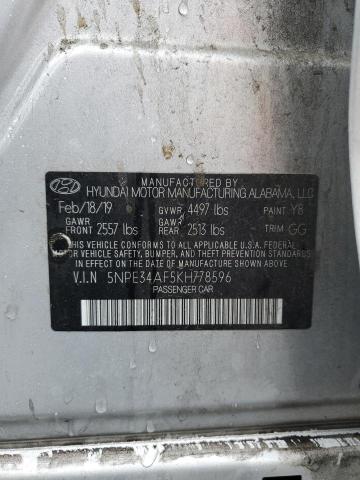 MANUFACTURED BY
HYUNDAI MOTOR MANUFACTURING ALABAMA, LLC
Feb/18/19 GVWR 4497 lbs PAINT Y8
GAWR FRONT 2557 lbs GAWR REAR 2513 lbs TRIM GG
THIS VEHICLE CONFORMS TO ALL APPLICABLE U.S. FEDERAL
MOTOR VEHICLE SAFETY, BUMPER, AND THEFT PREVENTION
STANDARDS IN EFFECT ON THE DATE OF MANUFACTURE SHOWN ABOVE.
V.I.N 5NPE34AF5KH778596
PASSENGER CAR